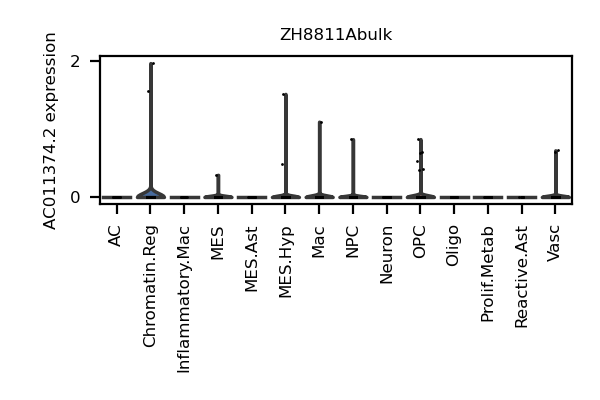 ZH8811Abulk
AC011374.2 expression
2
0
AC
Chromatin.Reg
Inflammatory.Mac
MES
MES.Ast
MES.Hyp
Mac
NPC
Neuron
OPC
Oligo
Prolif.Metab
Reactive.Ast
Vasc